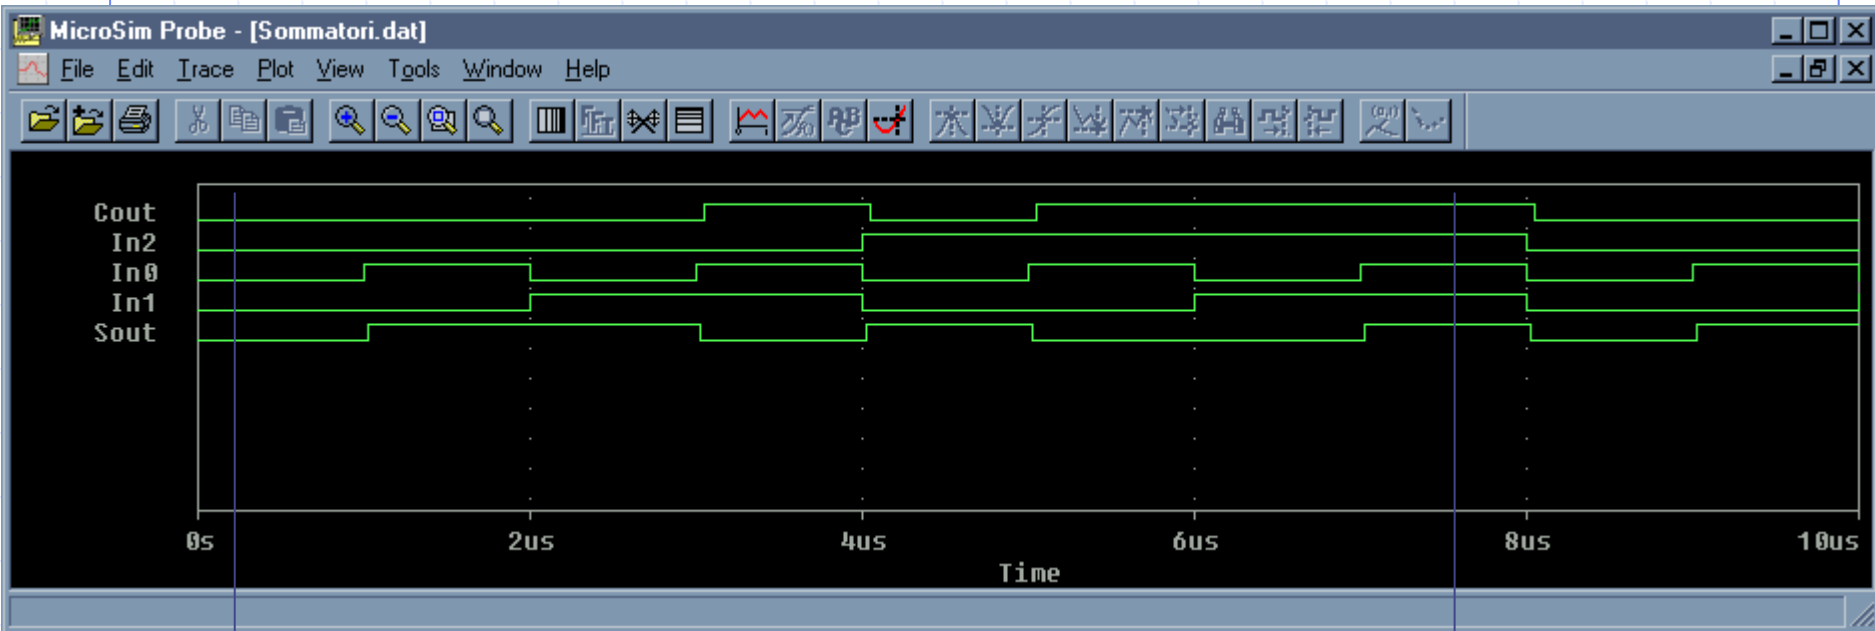 MicroSim Probe - [Sommatori.dat]
File Edit Trace Plot View Tools Window Help
Cout
In2
In0
In1
Sout
0s 2us 4us 6us 8us 10us
Time